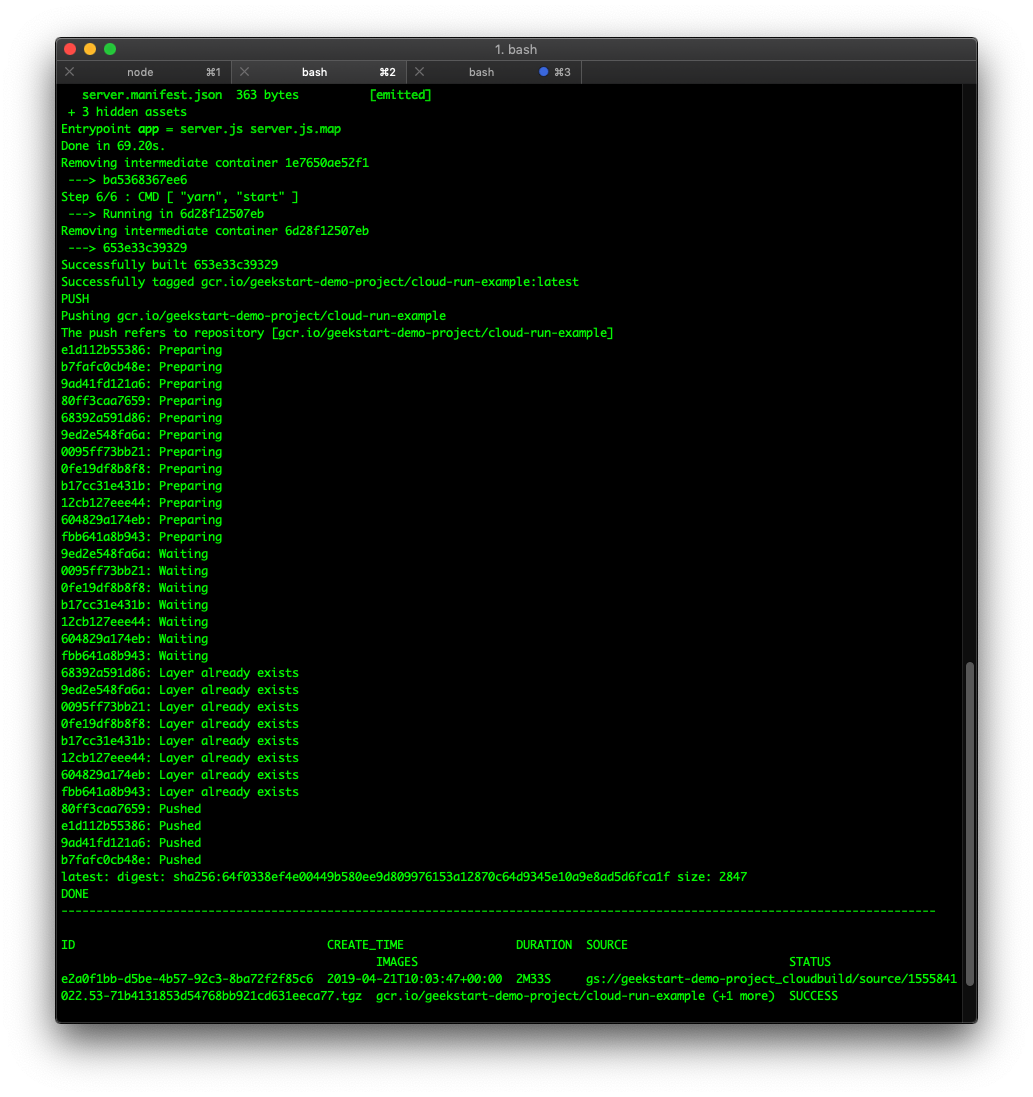 1. bash
node ⌘1 bash ⌘2 bash ⌘3
server.manifest.json 363 bytes [emitted]
+ 3 hidden assets
Entrypoint app = server.js server.js.map
Done in 69.20s.
Removing intermediate container 1e7650ae52f1
---> ba5368367ee6
Step 6/6 : CMD [ "yarn", "start" ]
---> Running in 6d28f12507eb
Removing intermediate container 6d28f12507eb
---> 653e33c39329
Successfully built 653e33c39329
Successfully tagged gcr.io/geekstart-demo-project/cloud-run-example:latest
PUSH
Pushing gcr.io/geekstart-demo-project/cloud-run-example
The push refers to repository [gcr.io/geekstart-demo-project/cloud-run-example]
e1d112b55386: Preparing
b7fafc0cb48e: Preparing
9ad41fd121a6: Preparing
80ff3caa7659: Preparing
68392a591d86: Preparing
9ed2e548fa6a: Preparing
0095ff73bb21: Preparing
0fe19df8b8f8: Preparing
b17cc31e431b: Preparing
12cb127eee44: Preparing
604829a174eb: Preparing
fbb641a8b943: Preparing
9ed2e548fa6a: Waiting
0095ff73bb21: Waiting
0fe19df8b8f8: Waiting
b17cc31e431b: Waiting
12cb127eee44: Waiting
604829a174eb: Waiting
fbb641a8b943: Waiting
68392a591d86: Layer already exists
9ed2e548fa6a: Layer already exists
0095ff73bb21: Layer already exists
0fe19df8b8f8: Layer already exists
b17cc31e431b: Layer already exists
12cb127eee44: Layer already exists
604829a174eb: Layer already exists
fbb641a8b943: Layer already exists
80ff3caa7659: Pushed
e1d112b55386: Pushed
9ad41fd121a6: Pushed
b7fafc0cb48e: Pushed
latest: digest: sha256:64f0338ef4e00449b580ee9d809976153a12870c64d9345e10a9e8ad5d6fca1f size: 2847
DONE
-----------------------------------------------------------------------------------------------------------------------------
ID CREATE_TIME DURATION SOURCE
IMAGES STATUS
e2a0f1bb-d5be-4b57-92c3-8ba72f2f85c6 2019-04-21T10:03:47+00:00 2M33S gs://geekstart-demo-project_cloudbuild/source/1555841
022.53-71b4131853d54768bb921cd631eeca77.tgz gcr.io/geekstart-demo-project/cloud-run-example (+1 more) SUCCESS